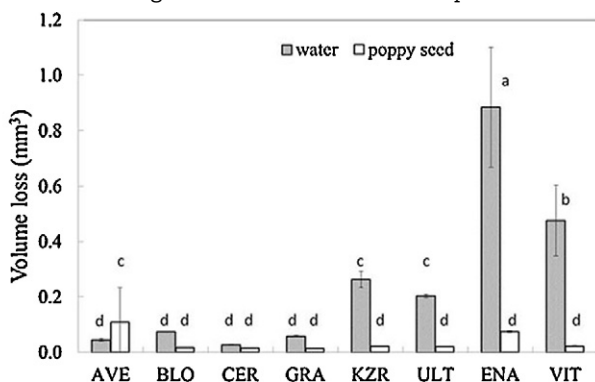 1.2
water poppy seed
1.0
a
0.8
Volume loss (mm³)
0.6
b
0.4
c c c
0.2
d d d d d d d d d d d
0.0
AVE BLO CER GRA KZR ULT ENA VIT